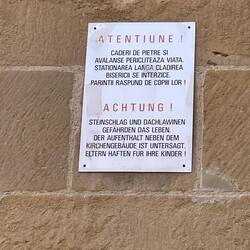 ATENTIUNE !
CADERI DE PIETRE SI
AVALANSE PERICLITEAZA VIATA.
STATIONAREA LANGA CLADIREA
BISERICII SE INTERZICE.
PARINTII RASPUND DE COPIII LOR !
ACHTUNG !
STEINSCHLAG UND DACHLAWINEN
GEFÄHRDEN DAS LEBEN.
DER AUFENTHALT NEBEN DEM
KIRCHENGEBÄUDE IST UNTERSAGT,
ELTERN HAFTEN FÜR IHRE KINDER !